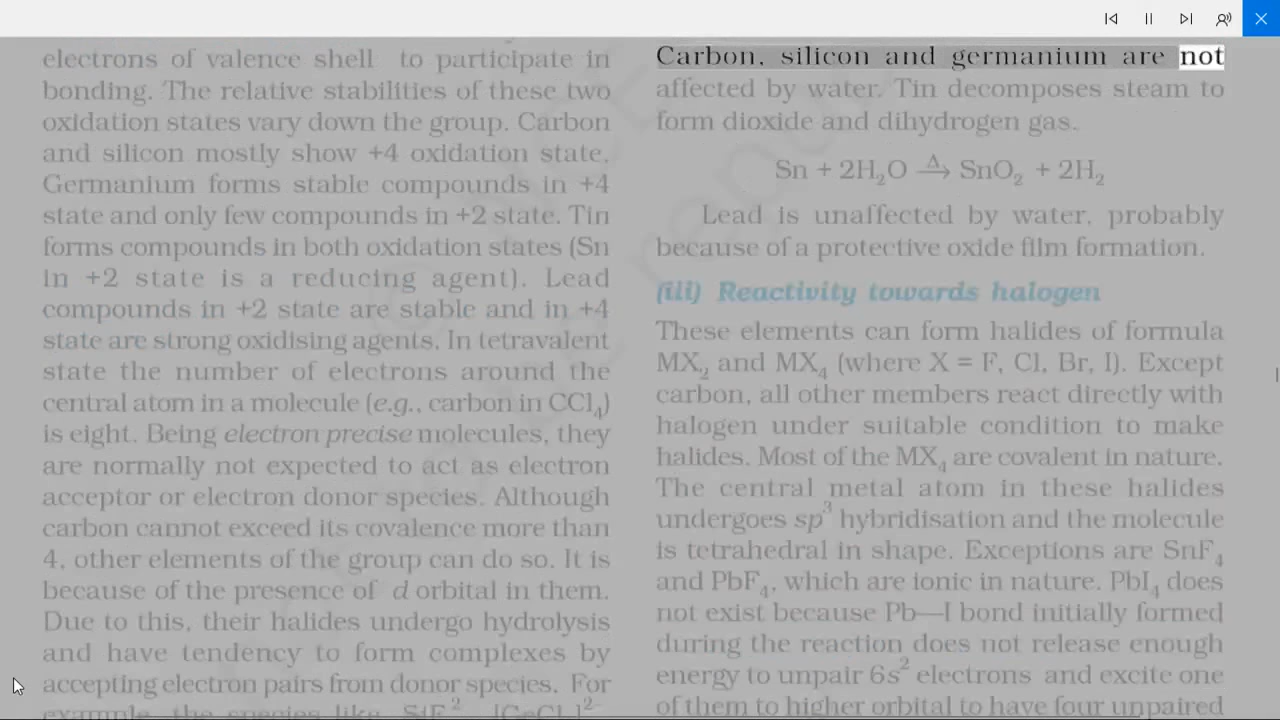 electrons of valence shell to participate in
bonding. The relative stabilities of these two
oxidation states vary down the group. Carbon
and silicon mostly show +4 oxidation state.
Germanium forms stable compounds in +4
state and only few compounds in +2 state. Tin
forms compounds in both oxidation states (Sn
in +2 state is a reducing agent). Lead
compounds in +2 state are stable and in +4
state are strong oxidising agents. In tetravalent
state the number of electrons around the
central atom in a molecule (e.g., carbon in CCl₄)
is eight. Being electron precise molecules, they
are normally not expected to act as electron
acceptor or electron donor species. Although
carbon cannot exceed its covalence more than
4, other elements of the group can do so. It is
because of the presence of d orbital in them.
Due to this, their halides undergo hydrolysis
and have tendency to form complexes by
accepting electron pairs from donor species. For
example, the species like,
Carbon, silicon and germanium are not
affected by water. Tin decomposes steam to
form dioxide and dihydrogen gas.
Sn + 2H₂O →Δ SnO₂ + 2H₂
Lead is unaffected by water, probably
because of a protective oxide film formation.
(iii) Reactivity towards halogen
These elements can form halides of formula
MX₂ and MX₄ (where X = F, Cl, Br, I). Except
carbon, all other members react directly with
halogen under suitable condition to make
halides. Most of the MX₄ are covalent in nature.
The central metal atom in these halides
undergoes sp³ hybridisation and the molecule
is tetrahedral in shape. Exceptions are SnF₄
and PbF₄, which are ionic in nature. PbI₄ does
not exist because Pb—I bond initially formed
during the reaction does not release enough
energy to unpair 6s² electrons and excite one
of them to higher orbital to have four unpaired